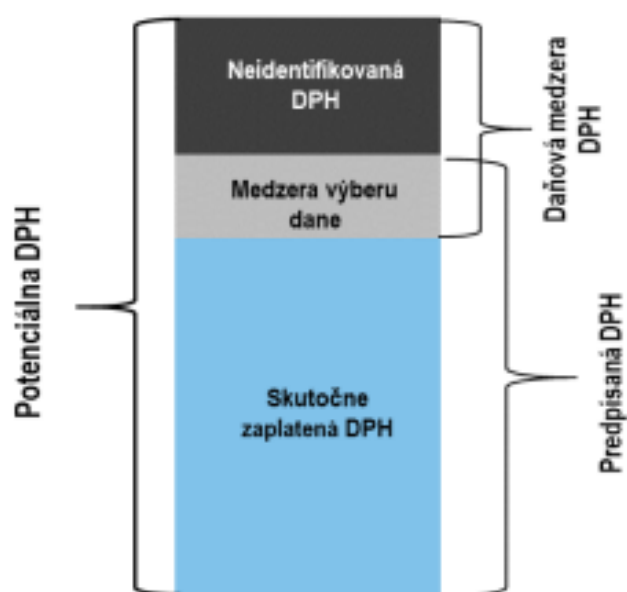 Potenciálna DPH
Neidentifikovaná
DPH
Medzera výberu
dane
Skutočne
zaplatená DPH
Daňová medzera
DPH
Predpísaná DPH